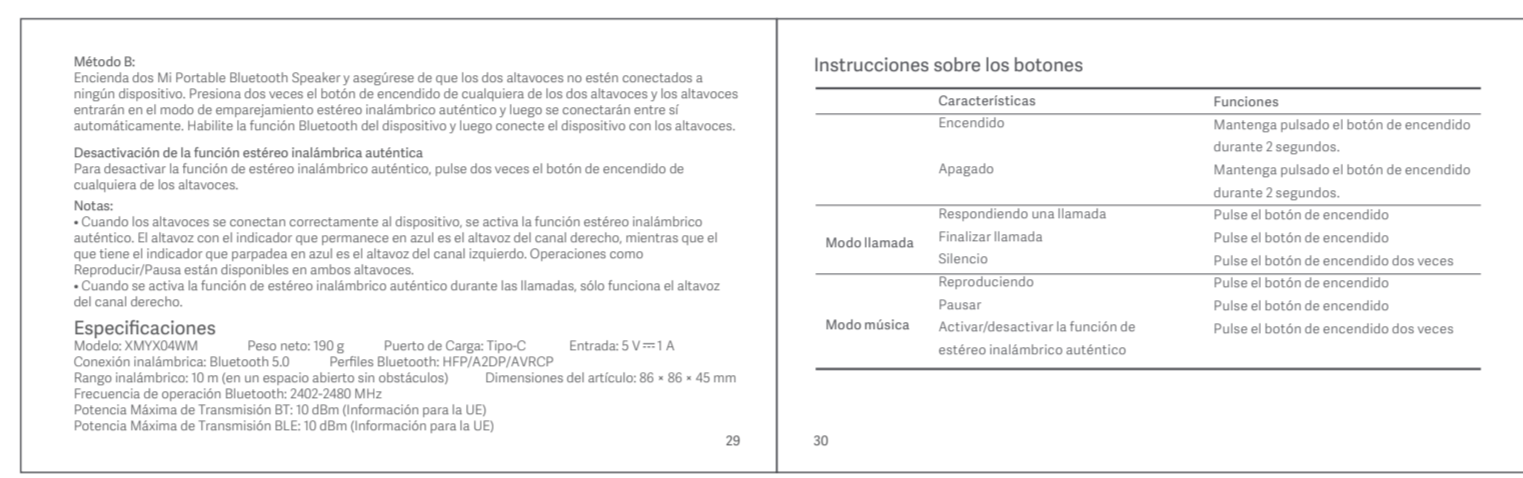 Método B:
Encienda dos Mi Portable Bluetooth Speaker y asegúrese de que los dos altavoces no estén conectados a
ningún dispositivo. Presiona dos veces el botón de encendido de cualquiera de los dos altavoces y los altavoces
entrarán en el modo de emparejamiento estéreo inalámbrico auténtico y luego se conectarán entre sí
automáticamente. Habilite la función Bluetooth del dispositivo y luego conecte el dispositivo con los altavoces.
Desactivación de la función estéreo inalámbrica auténtica
Para desactivar la función de estéreo inalámbrico auténtico, pulse dos veces el botón de encendido de
cualquiera de los altavoces.
Notas:
• Cuando los altavoces se conectan correctamente al dispositivo, se activa la función estéreo inalámbrico
auténtico. El altavoz con el indicador que permanece en azul es el altavoz del canal derecho, mientras que el
que tiene el indicador que parpadea en azul es el altavoz del canal izquierdo. Operaciones como
Reproducir/Pausa están disponibles en ambos altavoces.
• Cuando se activa la función de estéreo inalámbrico auténtico durante las llamadas, sólo funciona el altavoz
del canal derecho.
Especificaciones
Modelo: XMYX04WM Peso neto: 190 g Puerto de Carga: Tipo-C Entrada: 5 V⎓1 A
Conexión inalámbrica: Bluetooth 5.0 Perfiles Bluetooth: HFP/A2DP/AVRCP
Rango inalámbrico: 10 m (en un espacio abierto sin obstáculos) Dimensiones del artículo: 86 × 86 × 45 mm
Frecuencia de operación Bluetooth: 2402-2480 MHz
Potencia Máxima de Transmisión BT: 10 dBm (Información para la UE)
Potencia Máxima de Transmisión BLE: 10 dBm (Información para la UE)
29
Instrucciones sobre los botones
Características Funciones
Encendido Mantenga pulsado el botón de encendido
durante 2 segundos.
Apagado Mantenga pulsado el botón de encendido
durante 2 segundos.
Respondiendo una llamada Pulse el botón de encendido
Modo llamada Finalizar llamada Pulse el botón de encendido
Silencio Pulse el botón de encendido dos veces
Reproduciendo Pulse el botón de encendido
Pausar Pulse el botón de encendido
Modo música Activar/desactivar la función de Pulse el botón de encendido dos veces
estéreo inalámbrico auténtico
30